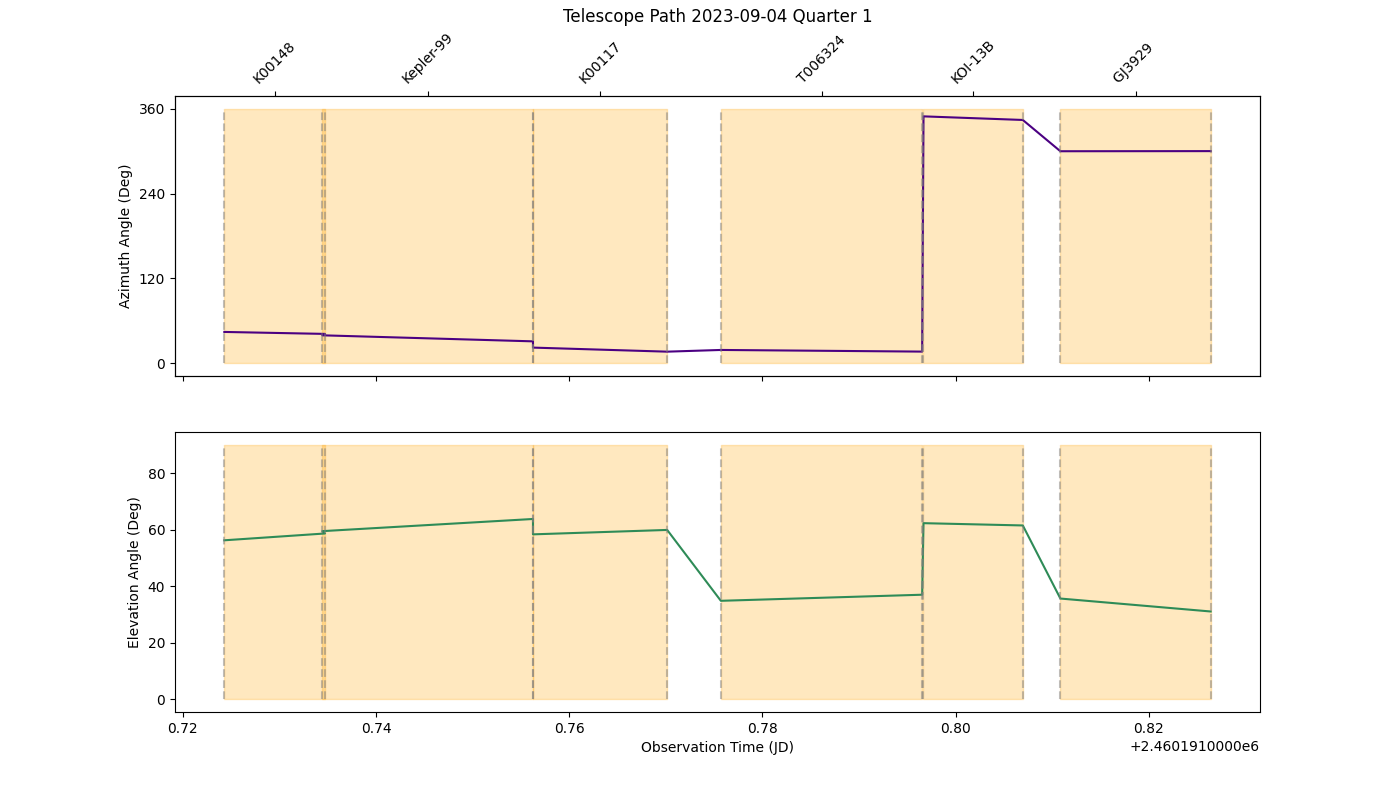 Telescope Path 2023-09-04 Quarter 1
K00148
Kepler-99
K00117
T006324
KOI-13B
GJ3929
Azimuth Angle (Deg)
360
240
120
0
Elevation Angle (Deg)
80
60
40
20
0
0.72 0.74 0.76 0.78 0.80 0.82
Observation Time (JD)
+2.4601910000e6